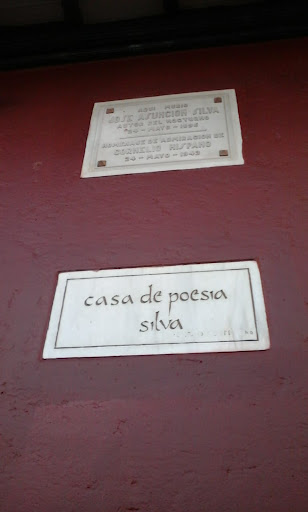 AQUI MURIO
JOSE ASUNCION SILVA
AUTOR DEL NOCTURNO
24 - MAYO - 1896
HOMENAJE DE ADMIRACION DE
CORNELIO HISPANO
24 - MAYO - 1946
casa de poesia
silva